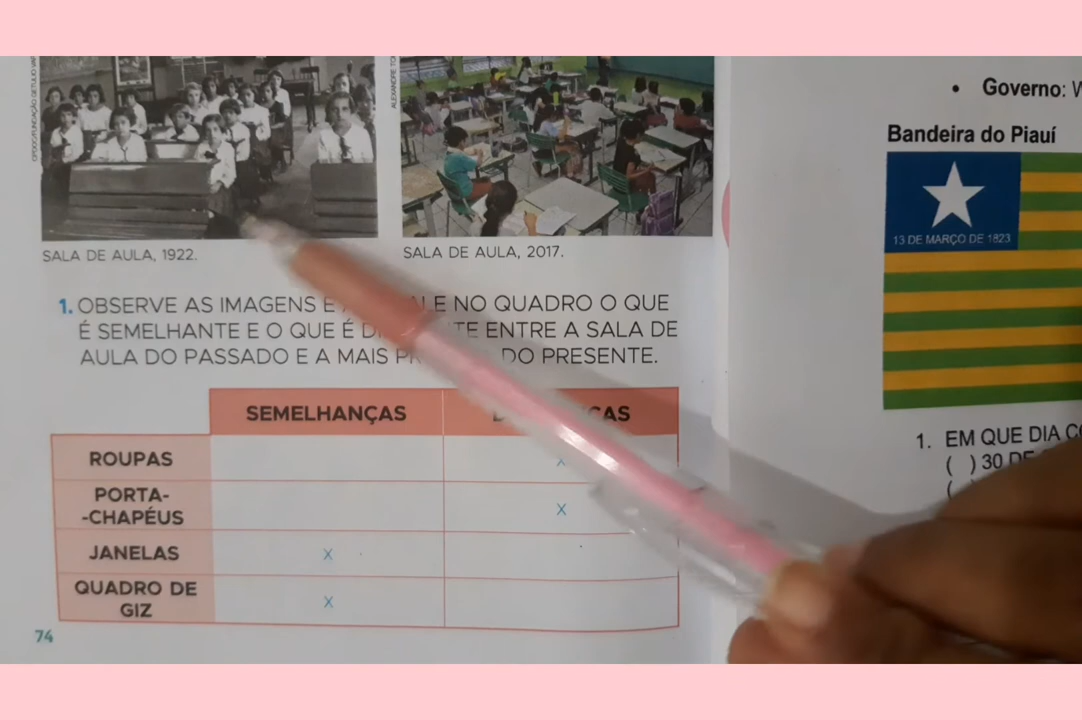 SALA DE AULA, 1922.
SALA DE AULA, 2017.
1. OBSERVE AS IMAGENS E NO QUADRO O QUE
É SEMELHANTE E O QUE É ENTRE A SALA DE
AULA DO PASSADO E A MAIS DO PRESENTE.
SEMELHANÇAS
ROUPAS X
PORTA-
-CHAPÉUS X
JANELAS X
QUADRO DE
GIZ X
74
• Governo:
Bandeira do Piauí
13 DE MARÇO DE 1823
1. EM QUE DIA
( ) 30 DE